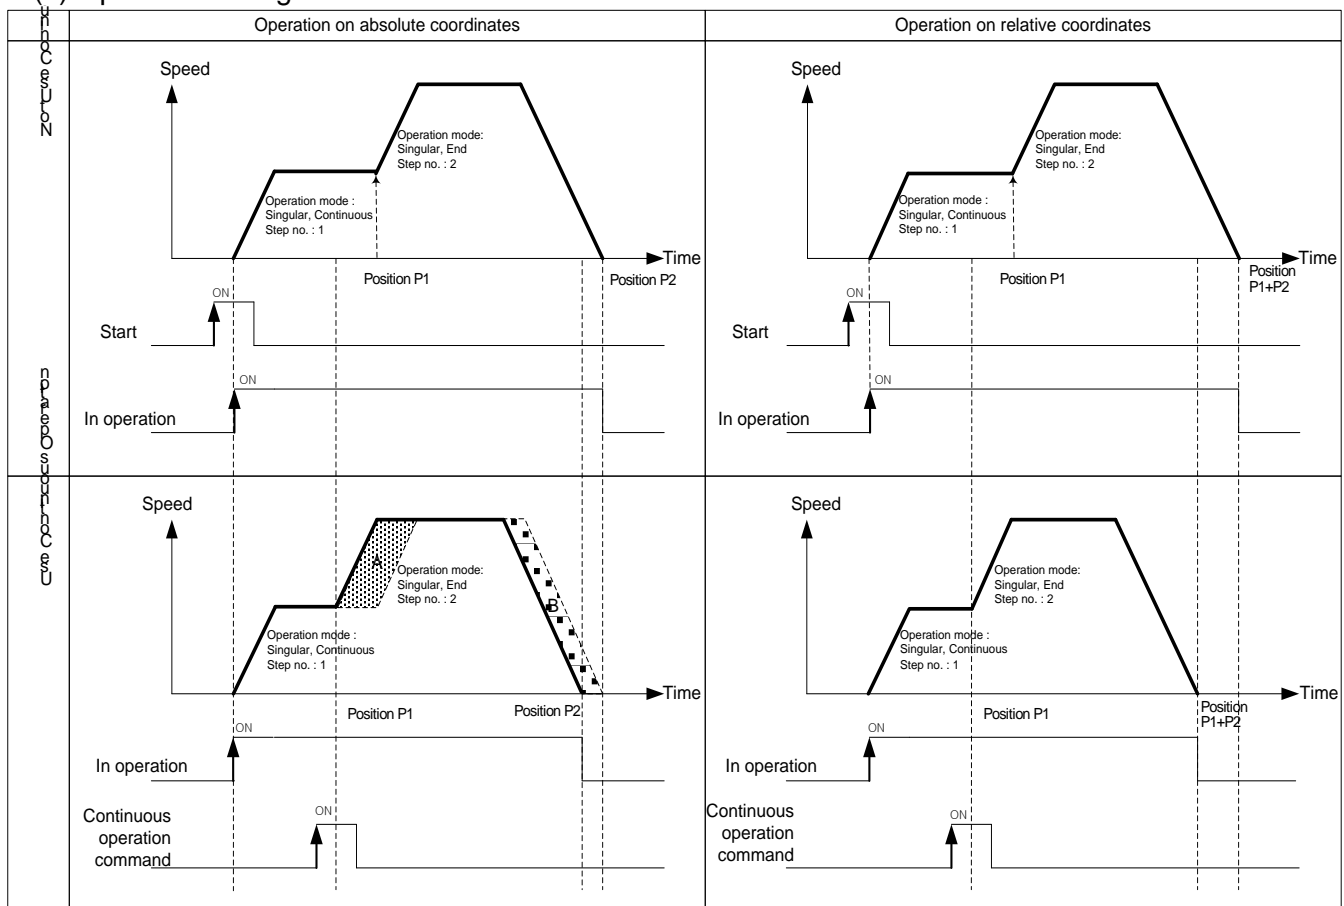 Operation on absolute coordinates
Operation on relative coordinates
Speed
Operation mode:
Singular, End
Step no. : 2
Operation mode :
Singular, Continuous
Step no. : 1
Time
Position P1
Position P2
ON
Start
ON
In operation
Speed
Operation mode:
Singular, End
Step no. : 2
Operation mode :
Singular, Continuous
Step no. : 1
Time
Position P1
Position
P1+P2
ON
Start
ON
In operation
Speed
A
Operation mode:
Singular, End
Step no. : 2
B
Operation mode :
Singular, Continuous
Step no. : 1
Time
Position P1
Position P2
ON
In operation
ON
Continuous
operation
command
Speed
Operation mode:
Singular, End
Step no. : 2
Operation mode :
Singular, Continuous
Step no. : 1
Time
Position P1
Position
P1+P2
ON
In operation
ON
Continuous
operation
command